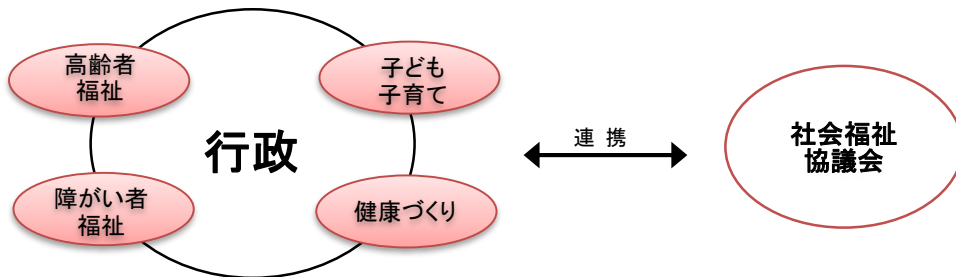 高齢者
福祉
子ども
子育て
行政
障がい者
福祉
健康づくり
連 携
社会福祉
協議会